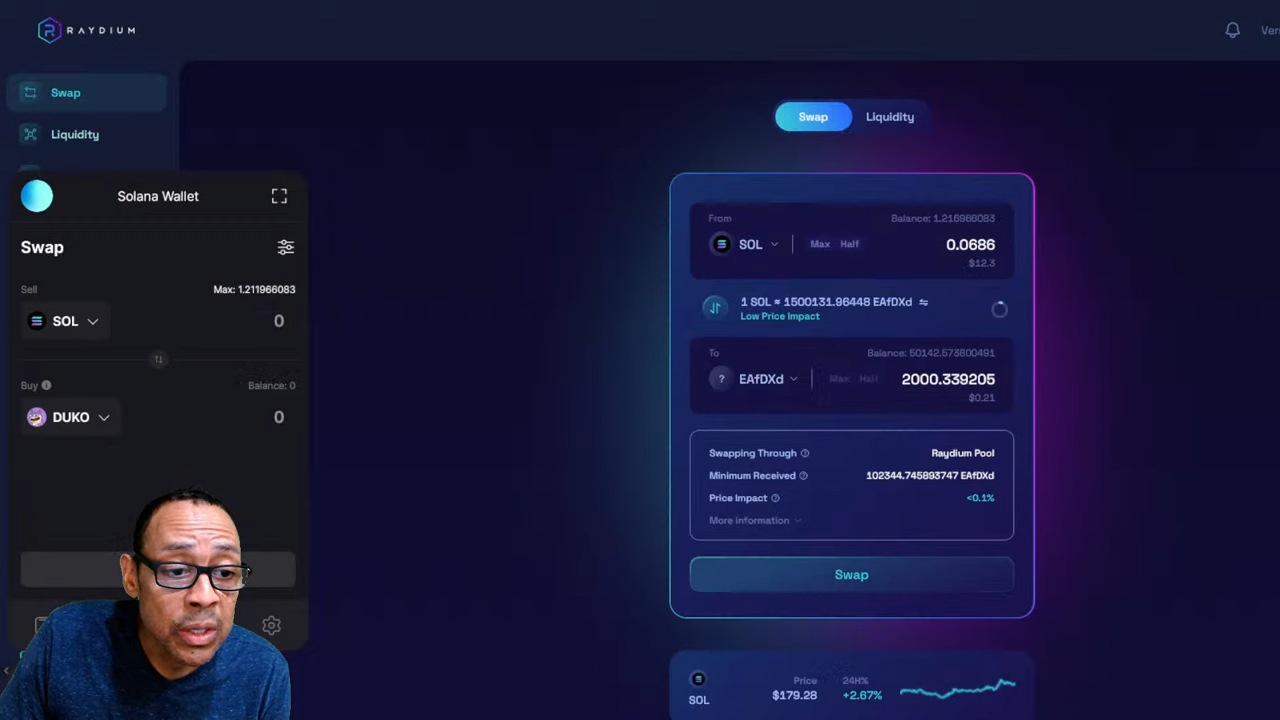 RAYDIUM
Ver
Swap
Liquidity
Swap
Liquidity
Solana Wallet
Swap
Sell
Max: 1.211966083
SOL
0
Buy
Balance: 0
DUKO
0
From
Balance: 1.216966083
SOL
Max
Half
0.0686
$12.3
1 SOL ≈ 1500131.96448 EAfDXd
Low Price Impact
To
Balance: 50142.573600491
? EAfDXd
Max
Half
2000.339205
$0.21
Swapping Through
Raydium Pool
Minimum Received
102344.745893747 EAfDXd
Price Impact
<0.1%
More information
Swap
SOL
Price
$179.28
24H%
+2.67%